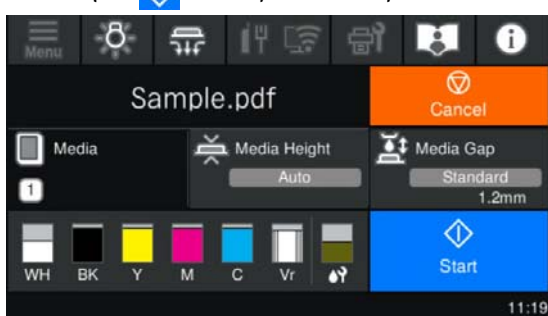 Menu
Sample.pdf
Cancel
Media
1
Media Height
Auto
Media Gap
Standard
1.2mm
WH BK Y M C Vr
Start
11:19